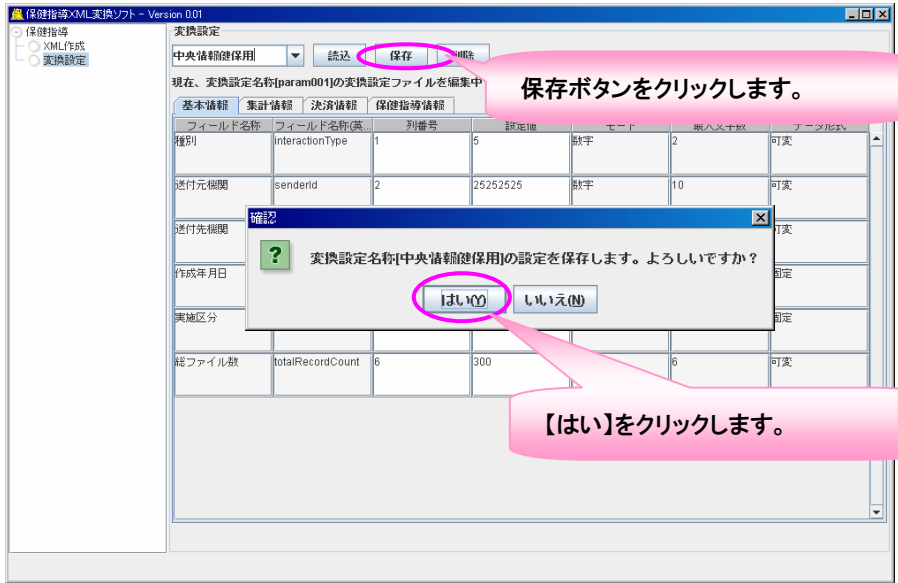 保健指導XML変換ソフト - Version 0.01
保健指導
XML作成
変換設定
変換設定
中央情報健保用
読込
保存
削除
保存ボタンをクリックします。
現在、変換設定名称[param001]の変換設定ファイルを編集中
基本情報 集計情報 決済情報 保健指導情報
フィールド名称 フィールド名称(英... 列番号 設定値 モード 最大文字数 データ形式
種別 interactionType 1 5 数字 2 可変
送付元機関 senderId 2 25252525 数字 10 可変
送付先機関 可変
確認
変換設定名称[中央情報健保用]の設定を保存します。よろしいですか?
はい(Y) いいえ(N)
作成年月日 固定
実施区分 固定
総ファイル数 totalRecordCount 6 300 6 可変
【はい】をクリックします。